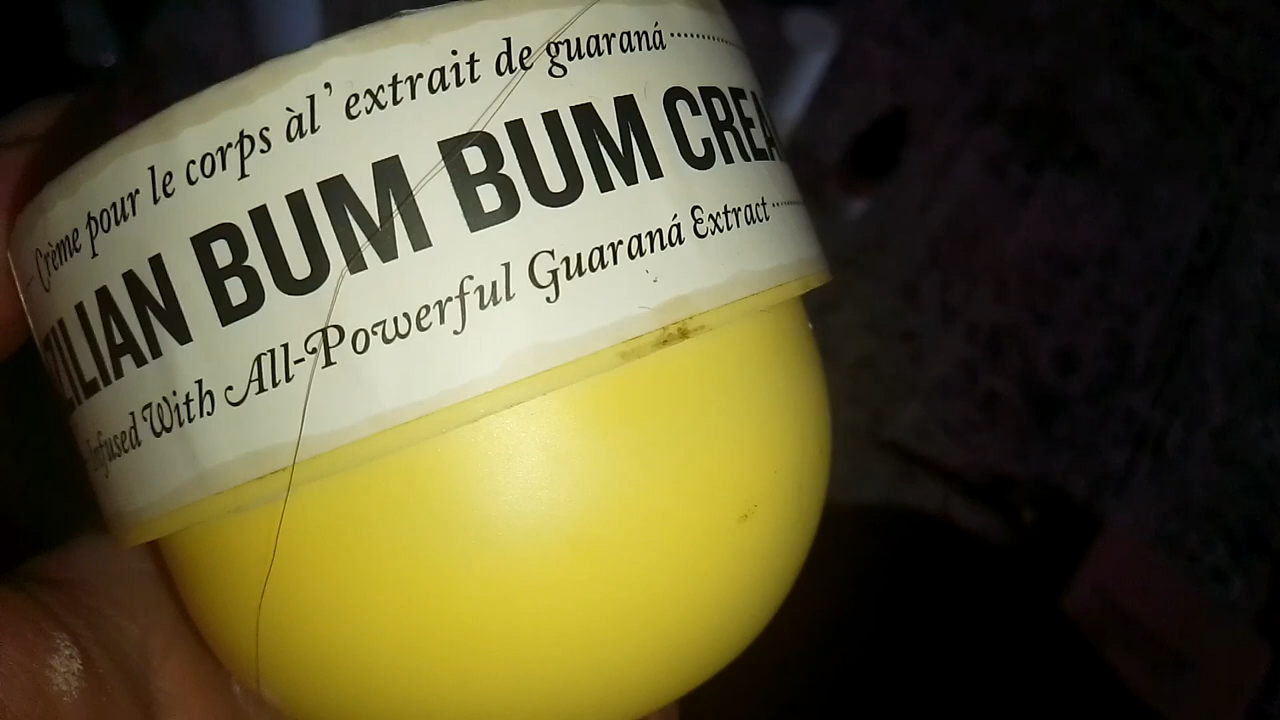 Crème pour le corps àl' extrait de guaraná
ZILIAN BUM BUM CREA
Infused With All-Powerful Guaraná Extract